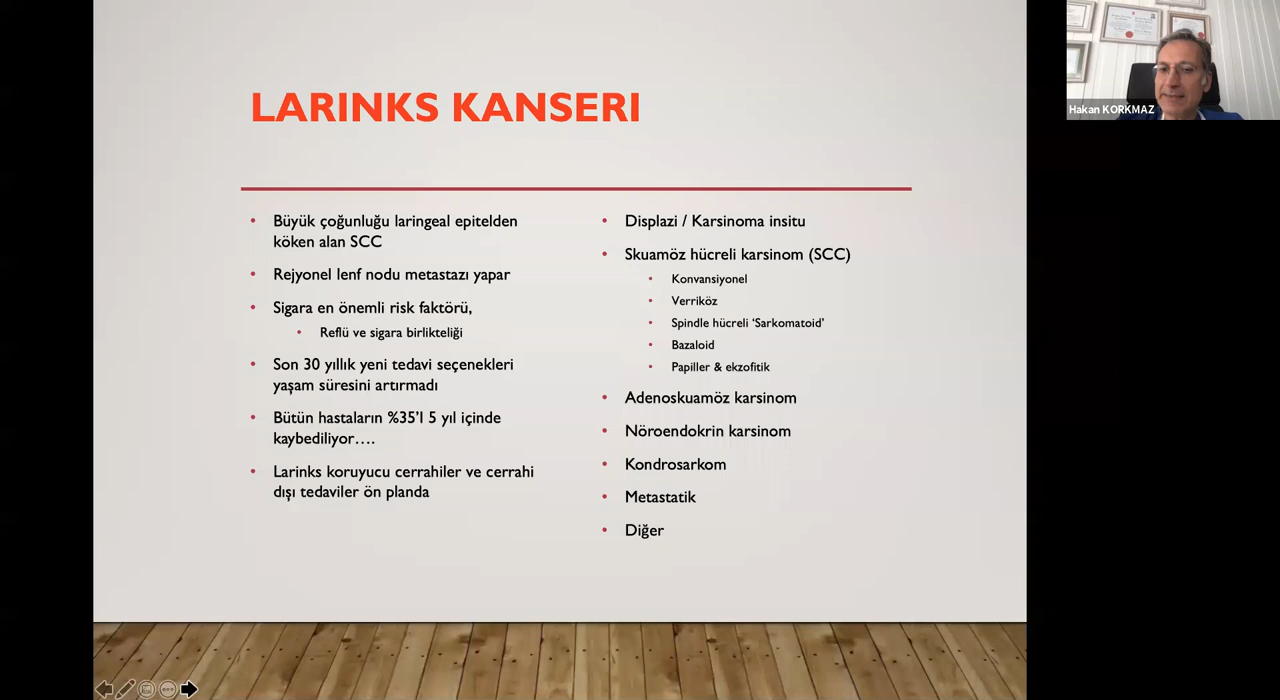 LARINKS KANSERI
Büyük çoğunluğu laringeal epitelden
köken alan SCC
Rejyonel lenf nodu metastazı yapar
Sigara en önemli risk faktörü,
Reflü ve sigara birlikteliği
Son 30 yıllık yeni tedavi seçenekleri
yaşam süresini artırmadı
Bütün hastaların %35'I 5 yıl içinde
kaybediliyor….
Larinks koruyucu cerrahiler ve cerrahi
dışı tedaviler ön planda
Displazi / Karsinoma insitu
Skuamöz hücreli karsinom (SCC)
Konvansiyonel
Verriköz
Spindle hücreli 'Sarkomatoid'
Bazaloid
Papiller & ekzofitik
Adenoskuamöz karsinom
Nöroendokrin karsinom
Kondrosarkom
Metastatik
Diğer
Hakan KORKMAZ